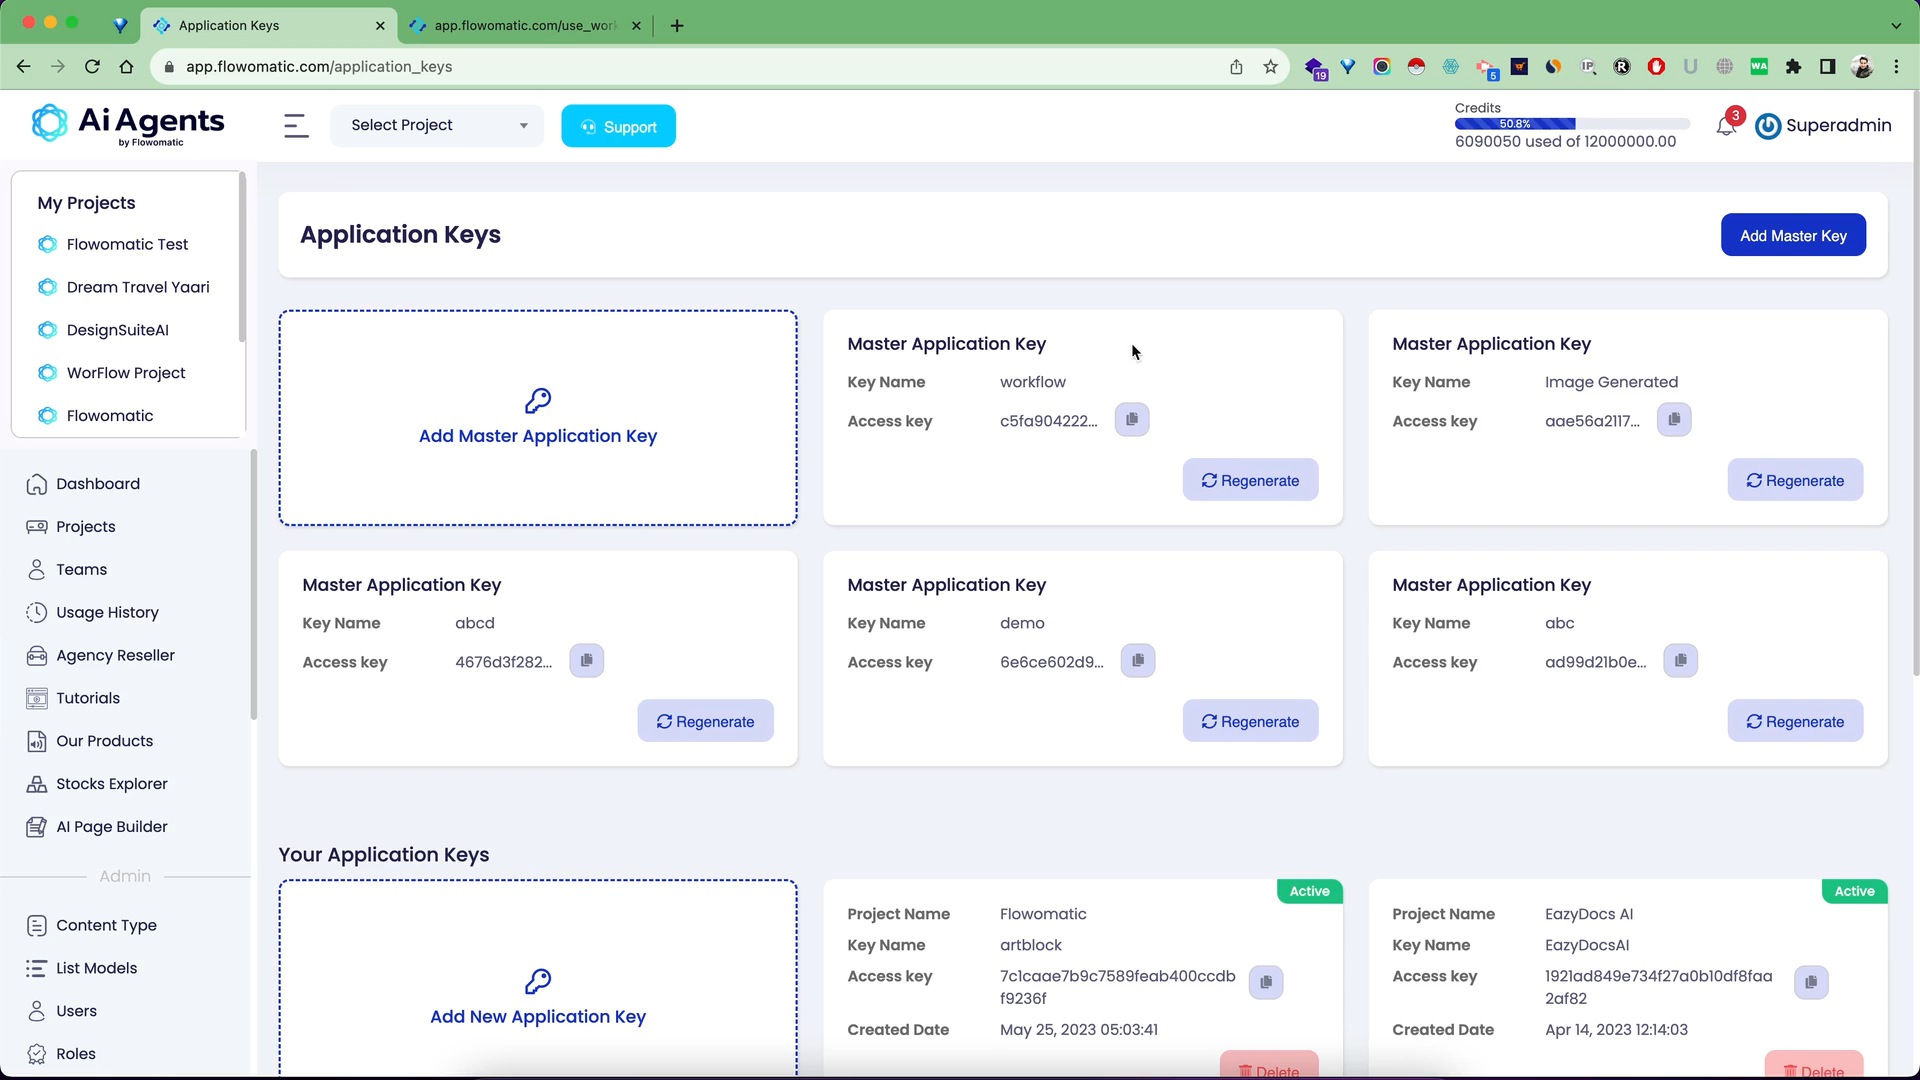 Application Keys
app.flowomatic.com/use_work
app.flowomatic.com/application_keys
19
5
IP
R
U
WA
Ai Agents
by Flowomatic
Select Project
Support
Credits
50.8%
6090050 used of 12000000.00
3
Superadmin
My Projects
Flowomatic Test
Dream Travel Yaari
DesignSuiteAI
WorFlow Project
Flowomatic
Dashboard
Projects
Teams
Usage History
Agency Reseller
Tutorials
Our Products
Stocks Explorer
AI Page Builder
Admin
Content Type
List Models
Users
Roles
Application Keys
Add Master Key
Add Master Application Key
Master Application Key
Key Name workflow
Access key c5fa904222...
Regenerate
Master Application Key
Key Name Image Generated
Access key aae56a2117...
Regenerate
Master Application Key
Key Name abcd
Access key 4676d3f282...
Regenerate
Master Application Key
Key Name demo
Access key 6e6ce602d9...
Regenerate
Master Application Key
Key Name abc
Access key ad99d21b0e...
Regenerate
Your Application Keys
Add New Application Key
Active
Project Name Flowomatic
Key Name artblock
Access key 7c1caae7b9c7589feab400ccdb
f9236f
Created Date May 25, 2023 05:03:41
Delete
Active
Project Name EazyDocs AI
Key Name EazyDocsAI
Access key 1921ad849e734f27a0b10df8faa
2af82
Created Date Apr 14, 2023 12:14:03
Delete